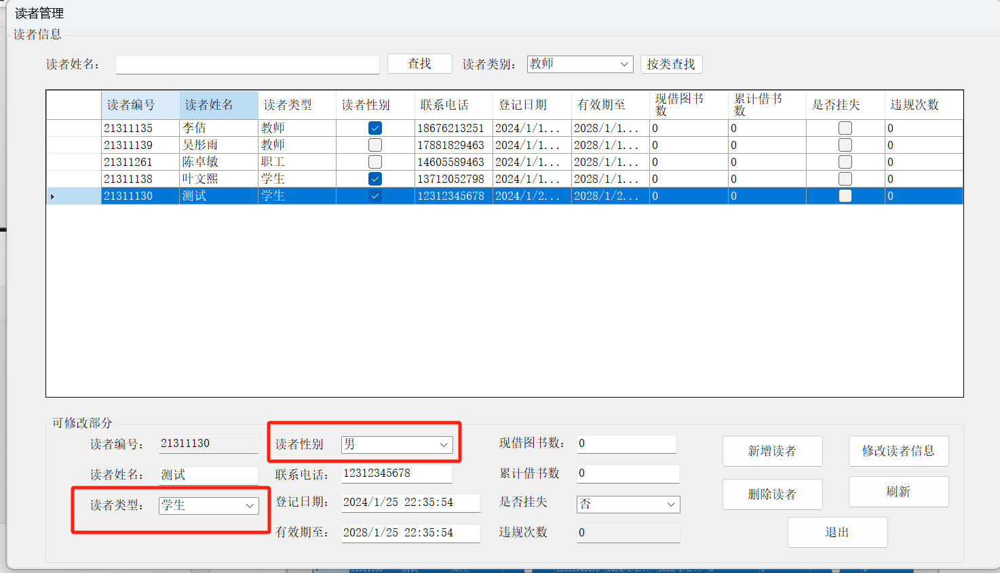 读者管理
读者信息
读者姓名： 查找 读者类别： 教师 按类查找
读者编号 读者姓名 读者类型 读者性别 联系电话 登记日期 有效期至 现借图书数 累计借书数 是否挂失 违规次数
21311135 李佶 教师 18676213251 2024/1/1... 2028/1/1... 0 0 0
21311139 吴彤雨 教师 17881829463 2024/1/1... 2028/1/1... 0 0 0
21311261 陈卓敏 职工 14605589463 2024/1/1... 2028/1/1... 0 0 0
21311138 叶文熙 学生 13712052798 2024/1/1... 2028/1/1... 0 0 0
21311130 测试 学生 12312345678 2024/1/2... 2028/1/2... 0 0 0
可修改部分
读者编号： 21311130 读者性别 男 现借图书数： 0 新增读者 修改读者信息
读者姓名： 测试 联系电话： 12312345678 累计借书数 0
读者类型： 学生 登记日期： 2024/1/25 22:35:54 是否挂失 否 删除读者 刷新
有效期至： 2028/1/25 22:35:54 违规次数 0 退出